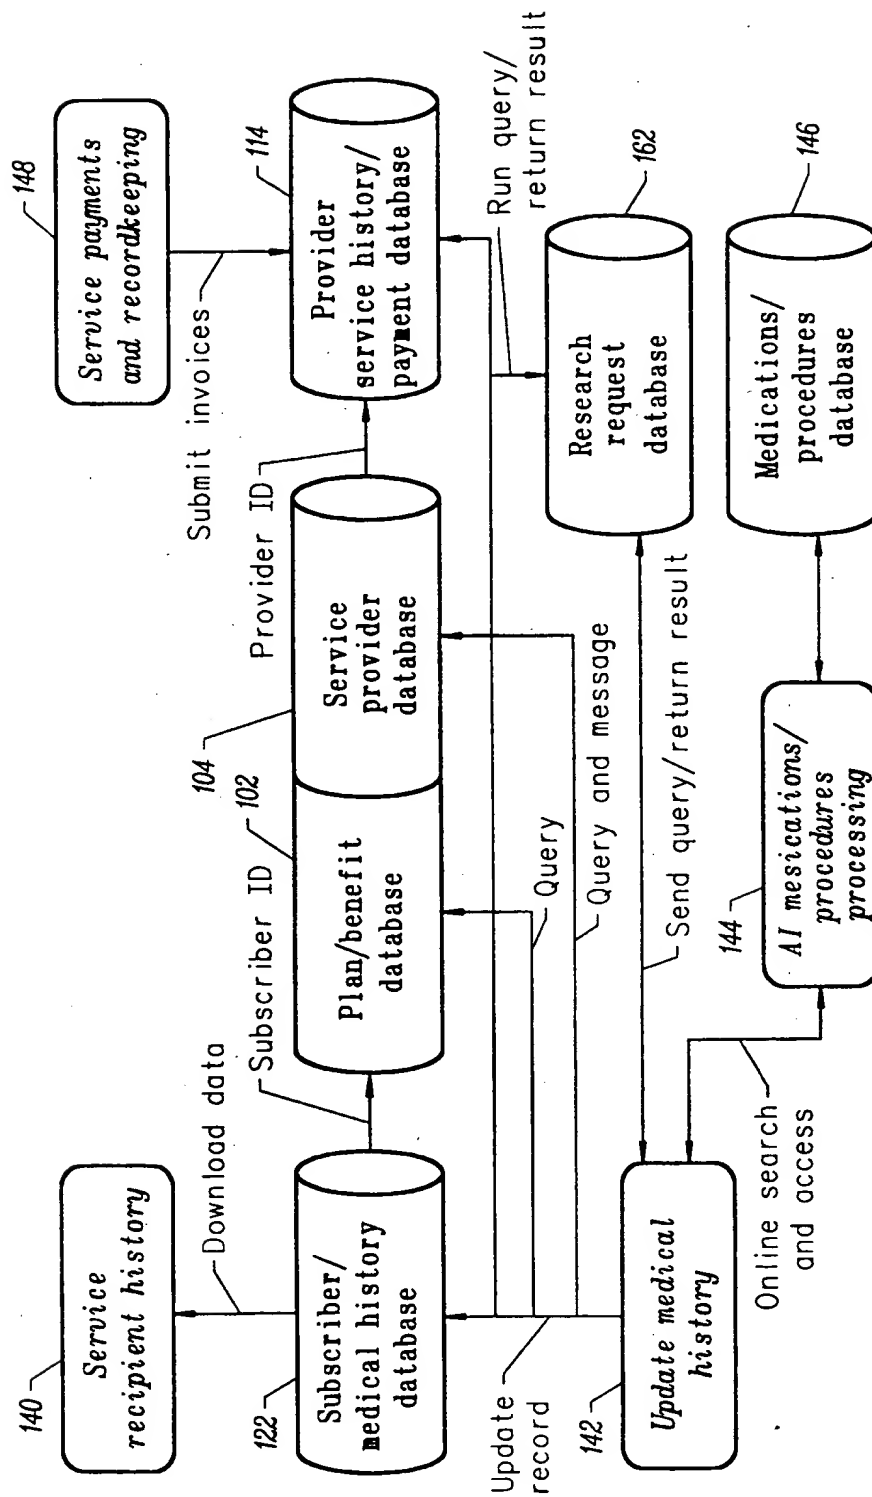 140
Service
recipient history
Download data
122
Subscriber/
medical history
database
Subscriber ID
102
Plan/benefit
database
104
Service
provider
database
Provider ID
Submit invoices
148
Service payments
and recordkeeping
114
Provider
service history/
payment database
Run query/
return result
162
Research
request
database
146
Medications/
procedures
database
Query
Query and message
Send query/return result
144
AI mesications/
procedures
processing
Online search
and access
142
Update medical
history
Update
record